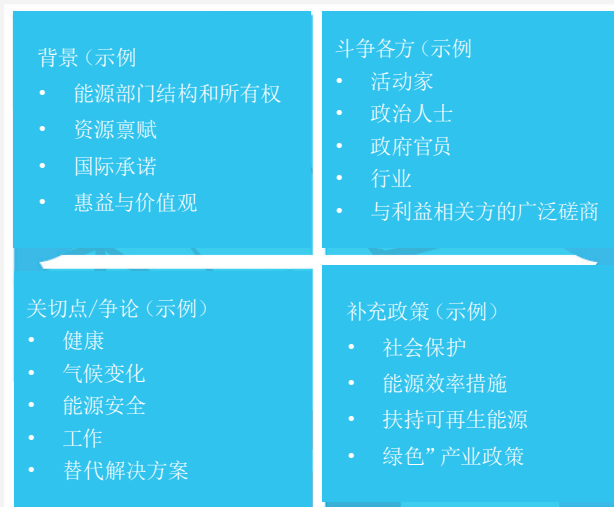 背景（示例
• 能源部门结构和所有权
• 资源禀赋
• 国际承诺
• 惠益与价值观
斗争各方（示例
• 活动家
• 政治人士
• 政府官员
• 行业
• 与利益相关方的广泛磋商
关切点/争论（示例）
• 健康
• 气候变化
• 能源安全
• 工作
• 替代解决方案
补充政策（示例）
• 社会保护
• 能源效率措施
• 扶持可再生能源
• 绿色”产业政策